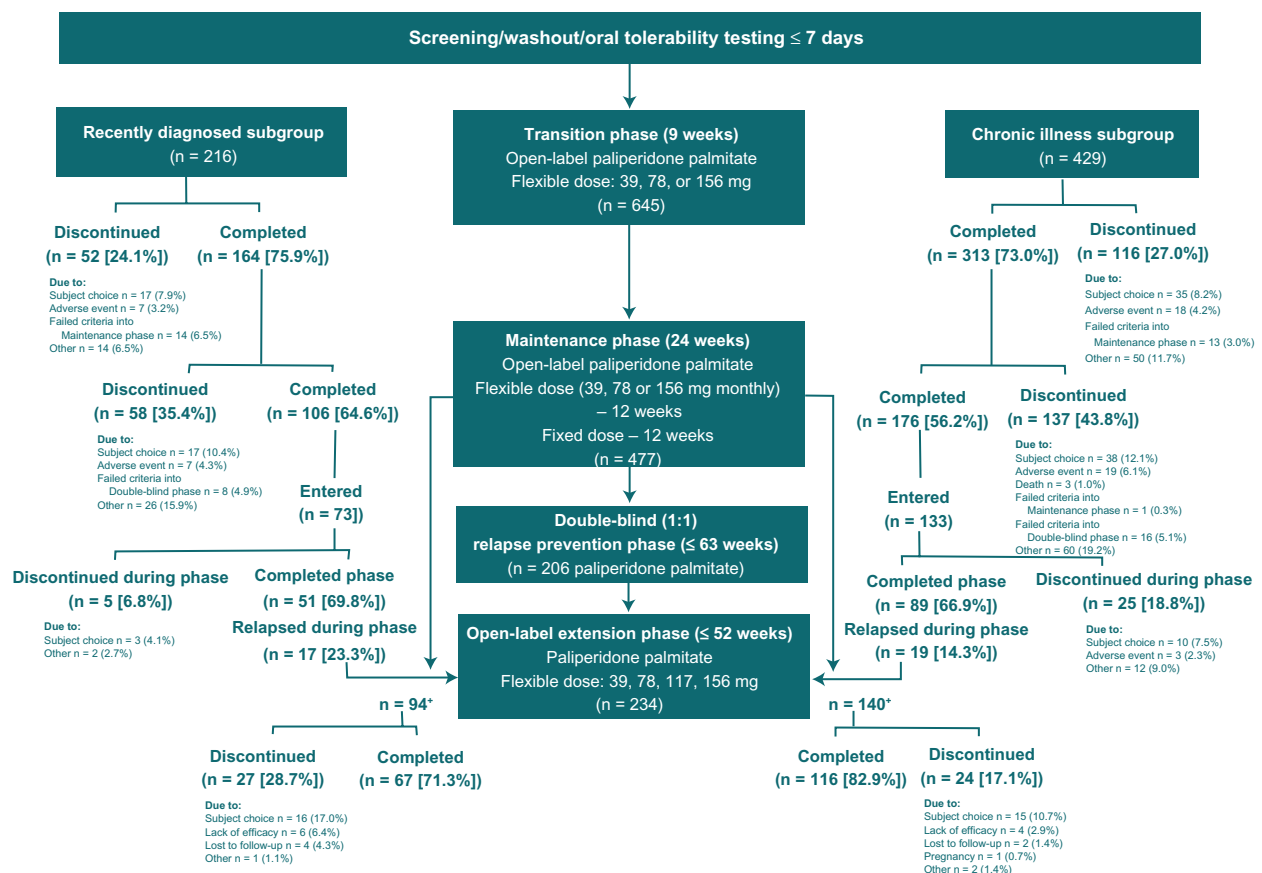 Screening/washout/oral tolerability testing ≤ 7 days
Recently diagnosed subgroup
(n = 216)
Discontinued
(n = 52 [24.1%])
Due to:
Subject choice n = 17 (7.9%)
Adverse event n = 7 (3.2%)
Failed criteria into
Maintenance phase n = 14 (6.5%)
Other n = 14 (6.5%)
Completed
(n = 164 [75.9%])
Discontinued
(n = 58 [35.4%])
Due to:
Subject choice n = 17 (10.4%)
Adverse event n = 7 (4.3%)
Failed criteria into
Double-blind phase n = 8 (4.9%)
Other n = 26 (15.9%)
Completed
(n = 106 [64.6%])
Entered
(n = 73])
Discontinued during phase
(n = 5 [6.8%])
Due to:
Subject choice n = 3 (4.1%)
Other n = 2 (2.7%)
Completed phase
(n = 51 [69.8%])
Relapsed during phase
(n = 17 [23.3%])
n = 94⁺
Discontinued
(n = 27 [28.7%])
Due to:
Subject choice n = 16 (17.0%)
Lack of efficacy n = 6 (6.4%)
Lost to follow-up n = 4 (4.3%)
Other n = 1 (1.1%)
Completed
(n = 67 [71.3%])
Transition phase (9 weeks)
Open-label paliperidone palmitate
Flexible dose: 39, 78, or 156 mg
(n = 645)
Maintenance phase (24 weeks)
Open-label paliperidone palmitate
Flexible dose (39, 78 or 156 mg monthly)
– 12 weeks
Fixed dose – 12 weeks
(n = 477)
Double-blind (1:1)
relapse prevention phase (≤ 63 weeks)
(n = 206 paliperidone palmitate)
Open-label extension phase (≤ 52 weeks)
Paliperidone palmitate
Flexible dose: 39, 78, 117, 156 mg
(n = 234)
Chronic illness subgroup
(n = 429)
Completed
(n = 313 [73.0%])
Discontinued
(n = 116 [27.0%])
Due to:
Subject choice n = 35 (8.2%)
Adverse event n = 18 (4.2%)
Failed criteria into
Maintenance phase n = 13 (3.0%)
Other n = 50 (11.7%)
Completed
(n = 176 [56.2%])
Discontinued
(n = 137 [43.8%])
Due to:
Subject choice n = 38 (12.1%)
Adverse event n = 19 (6.1%)
Death n = 3 (1.0%)
Failed criteria into
Maintenance phase n = 1 (0.3%)
Failed criteria into
Double-blind phase n = 16 (5.1%)
Other n = 60 (19.2%)
Entered
(n = 133)
Completed phase
(n = 89 [66.9%])
Relapsed during phase
(n = 19 [14.3%])
Discontinued during phase
(n = 25 [18.8%])
Due to:
Subject choice n = 10 (7.5%)
Adverse event n = 3 (2.3%)
Other n = 12 (9.0%)
n = 140⁺
Completed
(n = 116 [82.9%])
Discontinued
(n = 24 [17.1%])
Due to:
Subject choice n = 15 (10.7%)
Lack of efficacy n = 4 (2.9%)
Lost to follow-up n = 2 (1.4%)
Pregnancy n = 1 (0.7%)
Other n = 2 (1.4%)